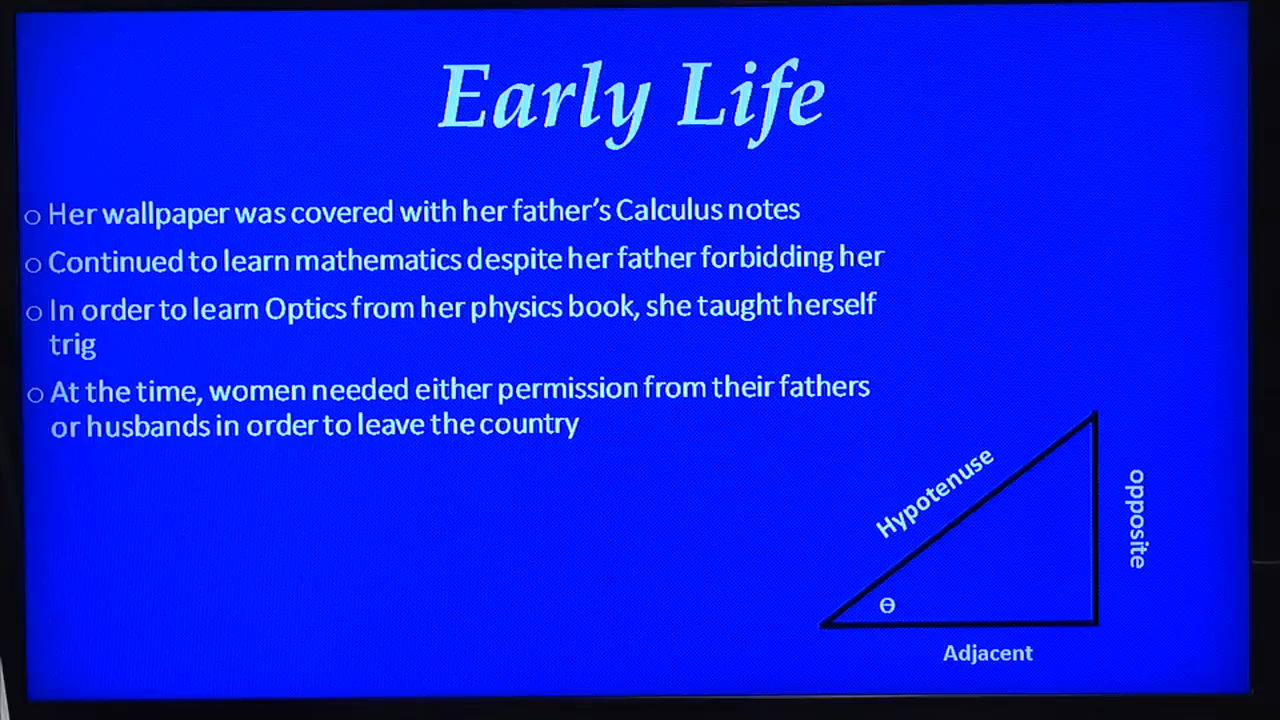 Early Life
○ Her wallpaper was covered with her father's Calculus notes
○ Continued to learn mathematics despite her father forbidding her
○ In order to learn Optics from her physics book, she taught herself
trig
○ At the time, women needed either permission from their fathers
or husbands in order to leave the country
Hypotenuse
opposite
Θ
Adjacent